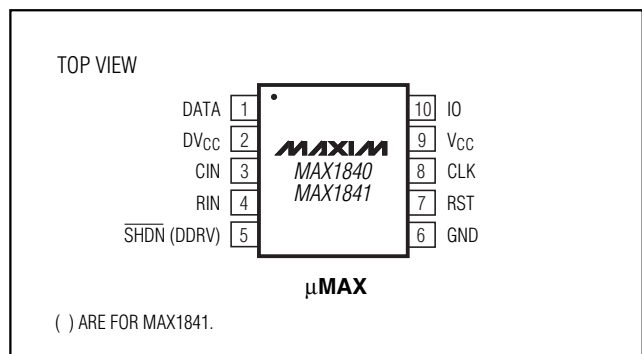 TOP VIEW
DATA 1
DVCC 2
CIN 3
RIN 4
SHDN (DDRV) 5
MAXIM
MAX1840
MAX1841
10 IO
9 VCC
8 CLK
7 RST
6 GND
μMAX
( ) ARE FOR MAX1841.